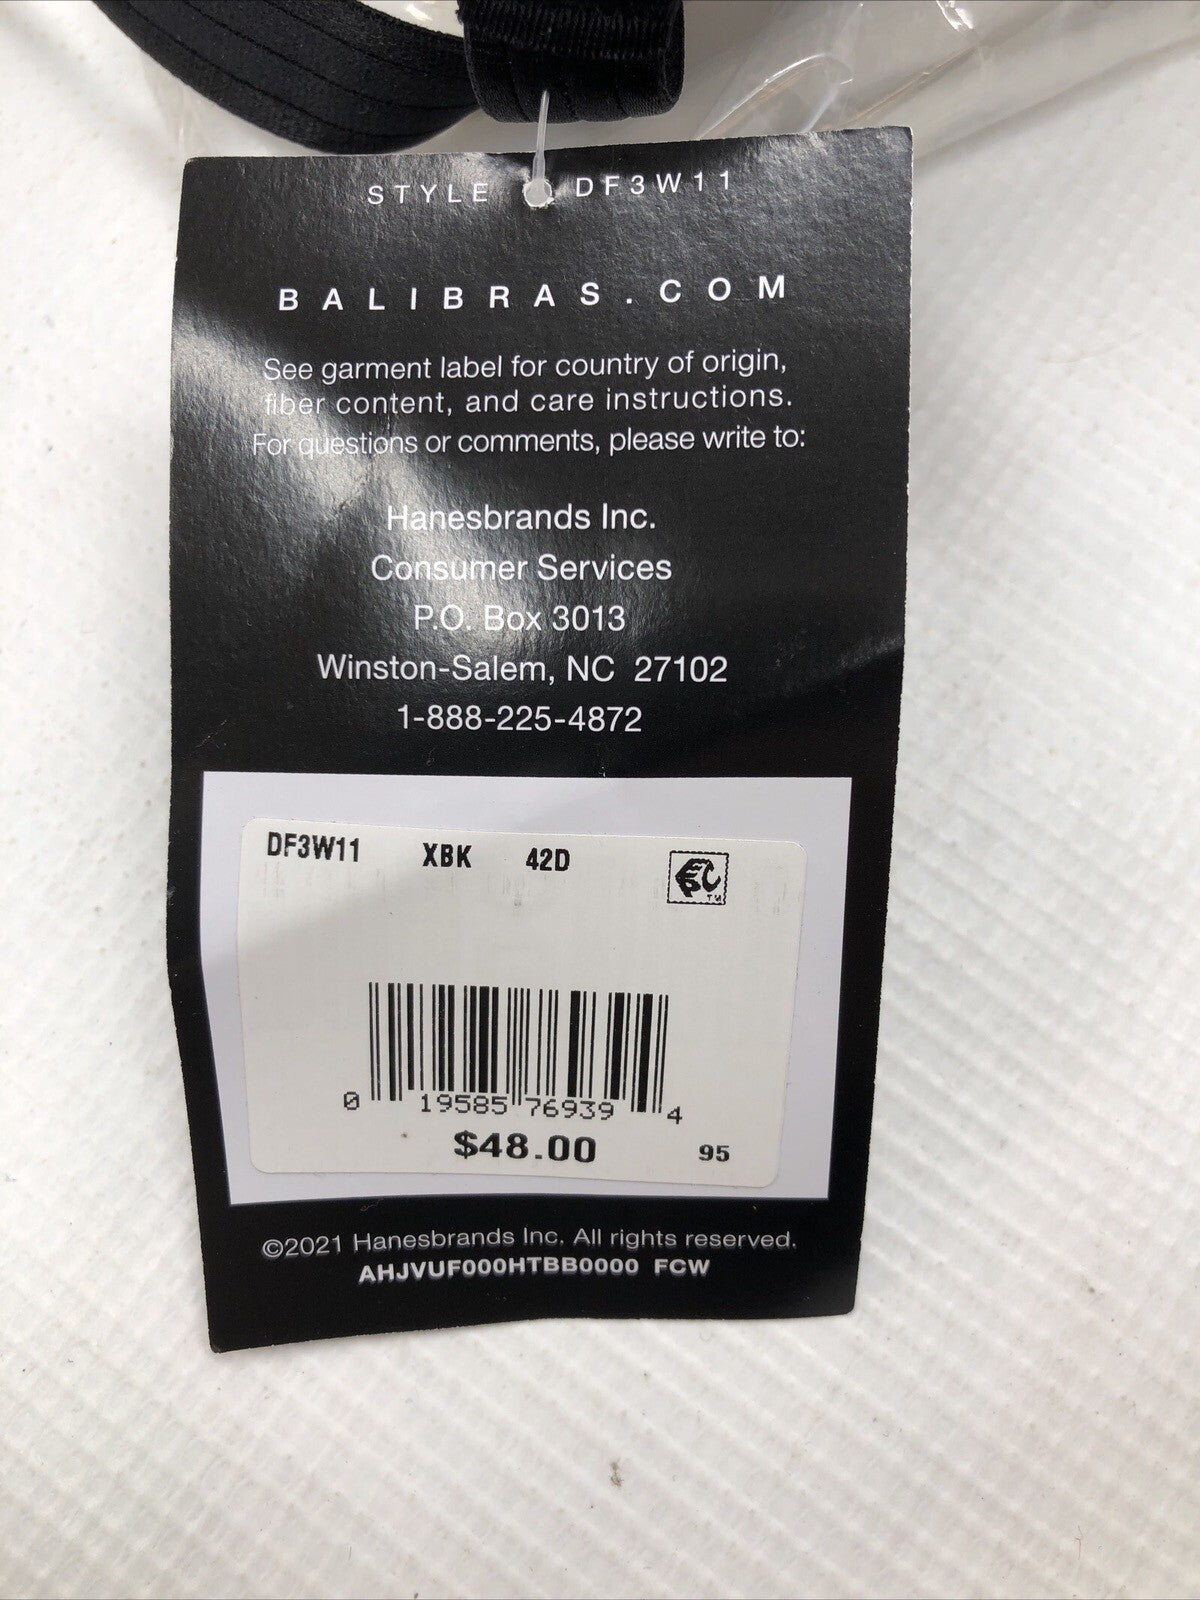 STYLE DF3W11
BALIBRAS.COM
See garment label for country of origin,
fiber content, and care instructions.
For questions or comments, please write to:
Hanesbrands Inc.
Consumer Services
P.O. Box 3013
Winston-Salem, NC 27102
1-888-225-4872
DF3W11 XBK 42D
TM
0 19585 76939 4
$48.00 95
©2021 Hanesbrands Inc. All rights reserved.
AHJVUF000HTBB0000 FCW